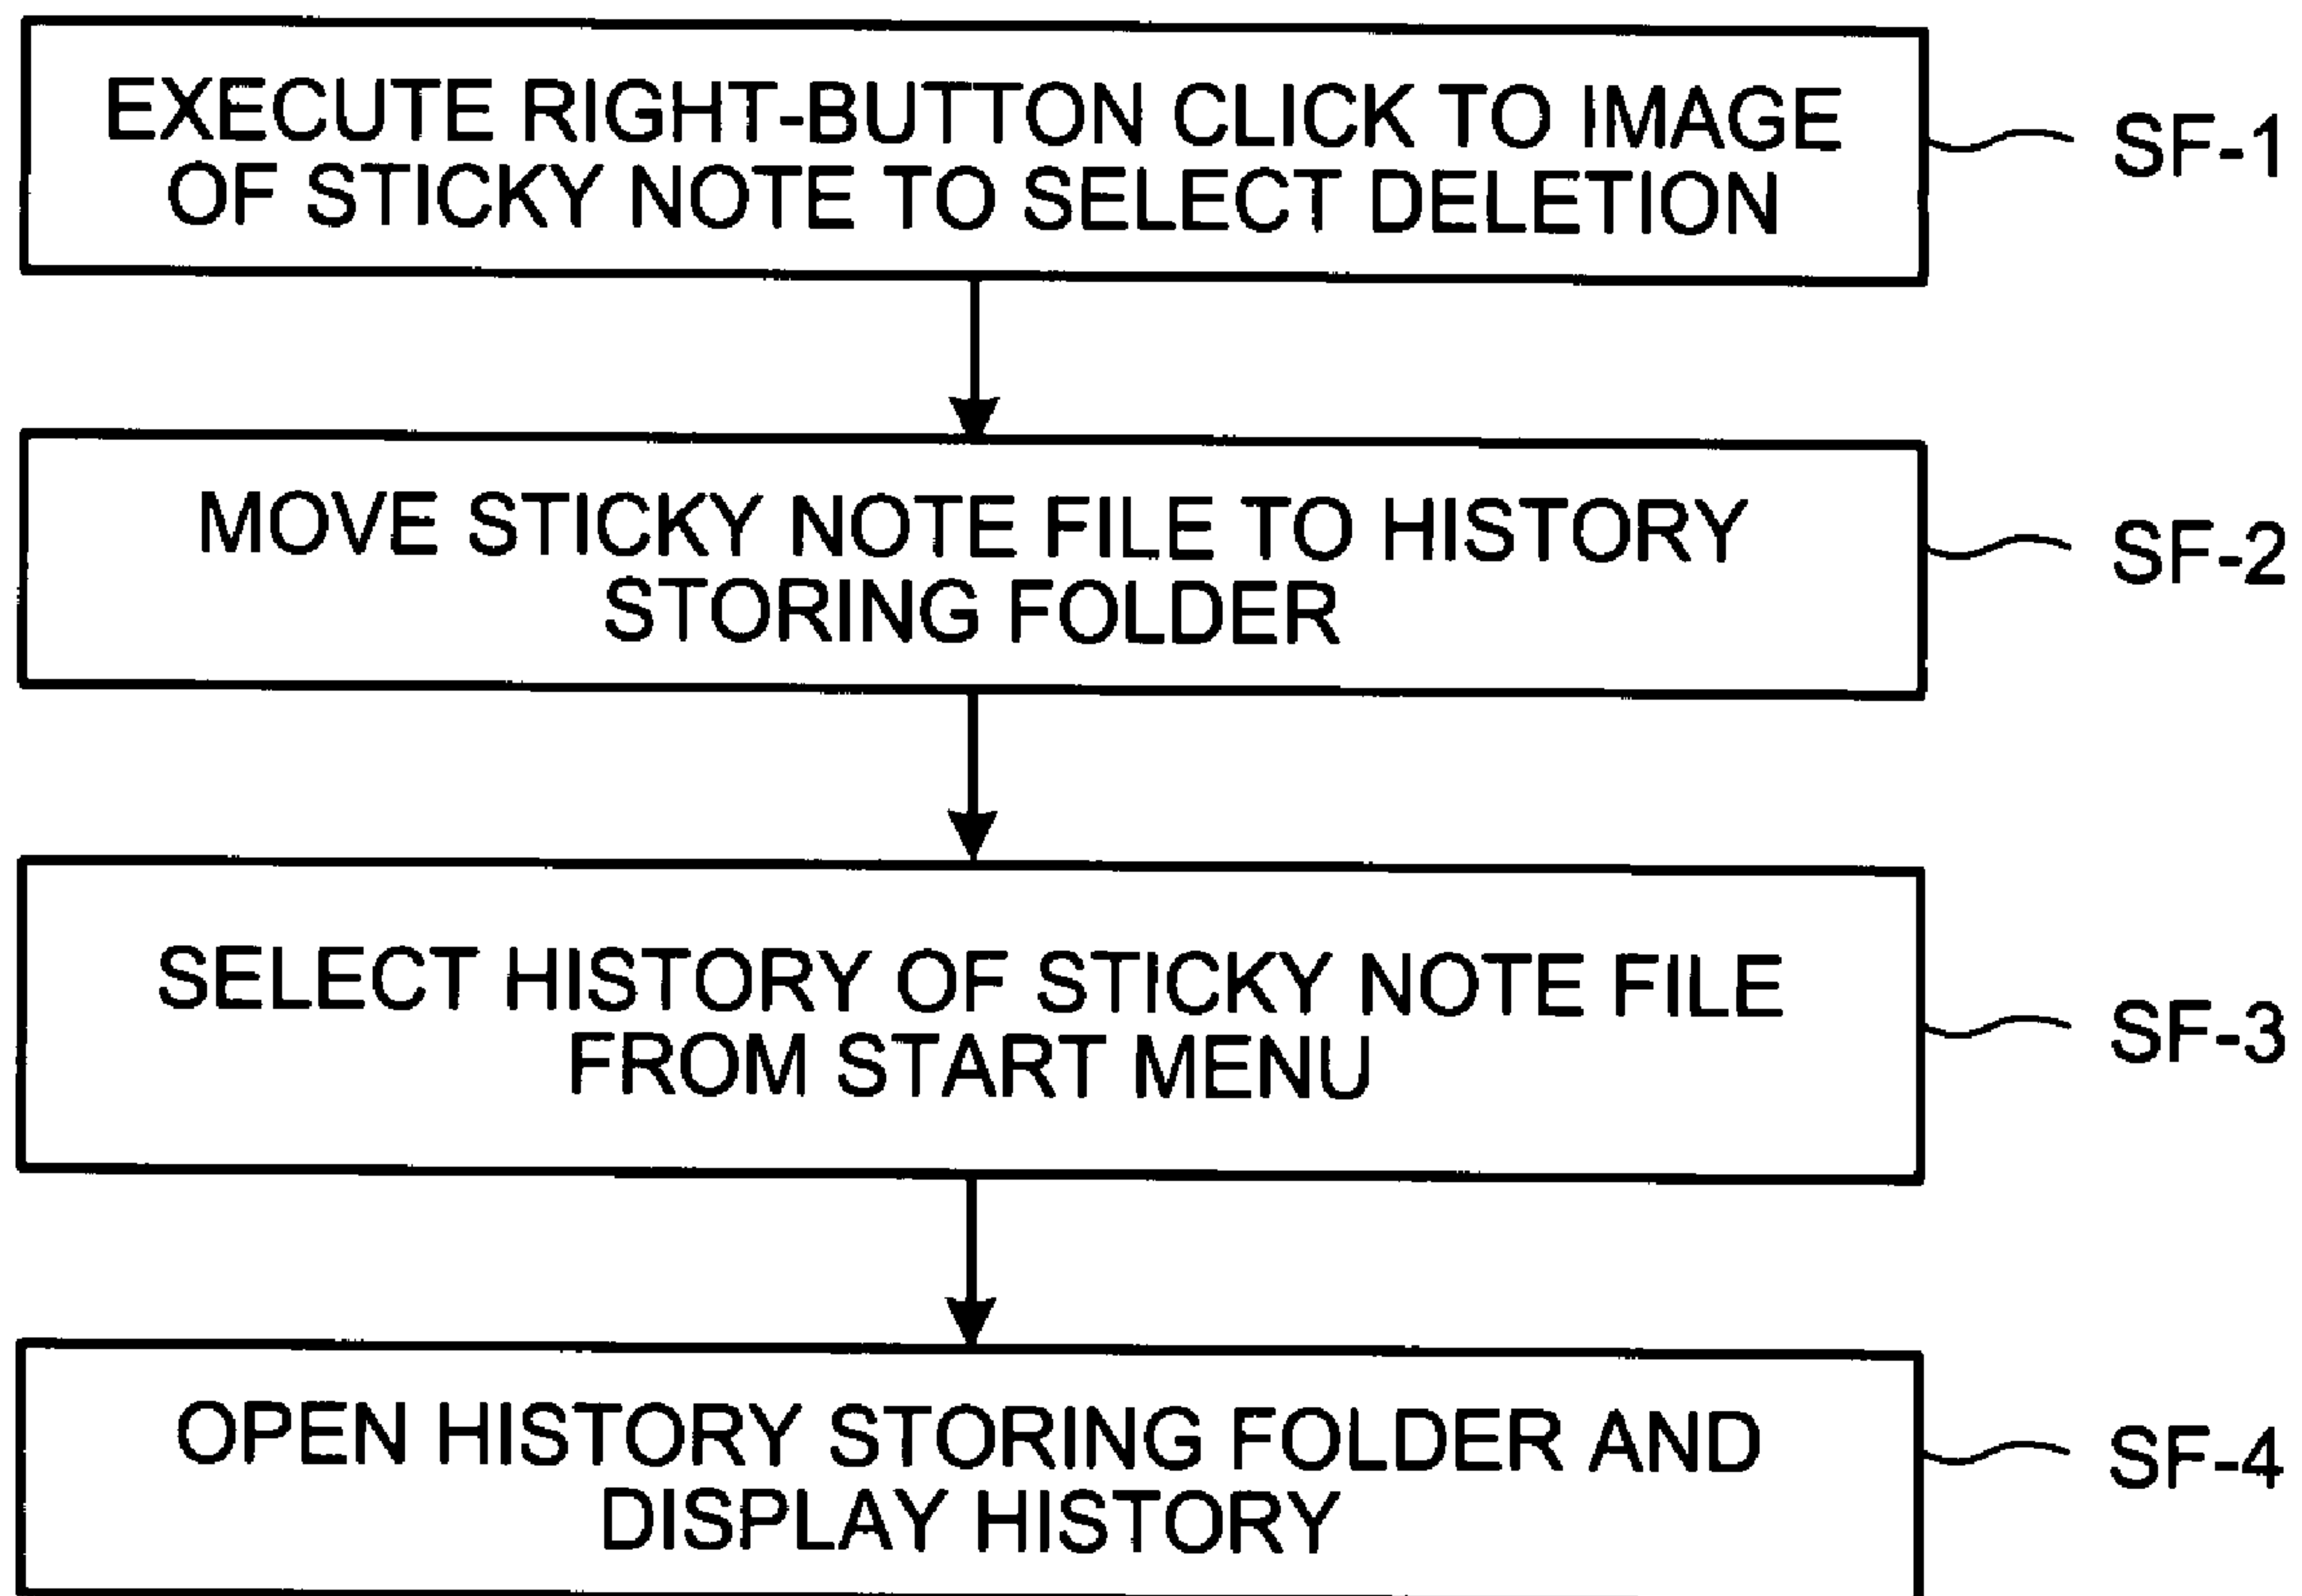 EXECUTE RIGHT-BUTTON CLICK TO IMAGE
OF STICKY NOTE TO SELECT DELETION
SF-1
MOVE STICKY NOTE FILE TO HISTORY
STORING FOLDER
SF-2
SELECT HISTORY OF STICKY NOTE FILE
FROM START MENU
SF-3
OPEN HISTORY STORING FOLDER AND
DISPLAY HISTORY
SF-4